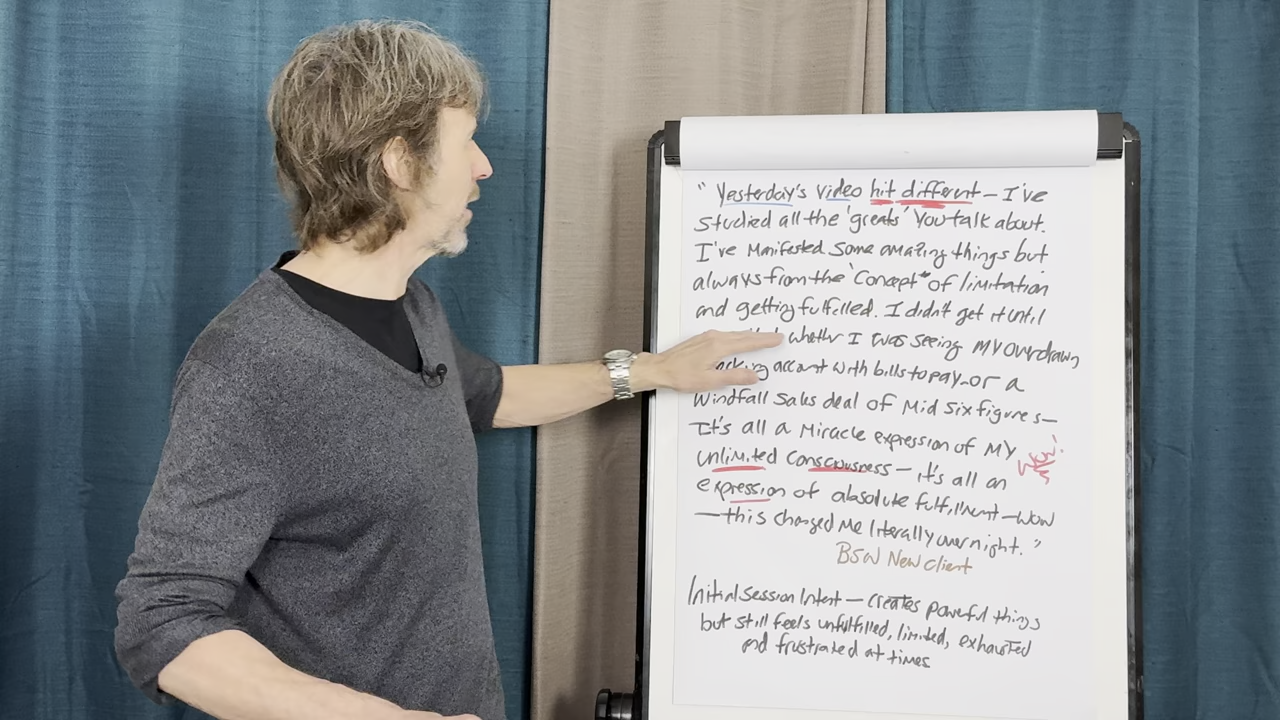 " Yesterday's video hit different – I've
studied all the 'greats' you talk about.
I've Manifested some amazing things but
always from the "concept" of limitation
and getting fulfilled. I didn't get it until
whether I was seeing MY overdrawn
account with bills to pay – or a
windfall sales deal of Mid six figures –
It's all a Miracle expression of MY
unlimited consciousness – it's all an
expression of absolute fulfillment – WOW
– this changed me literally overnight."
BSW New Client
Initial Session Intent – creates powerful things
but still feels unfulfilled, limited, exhausted
and frustrated at times